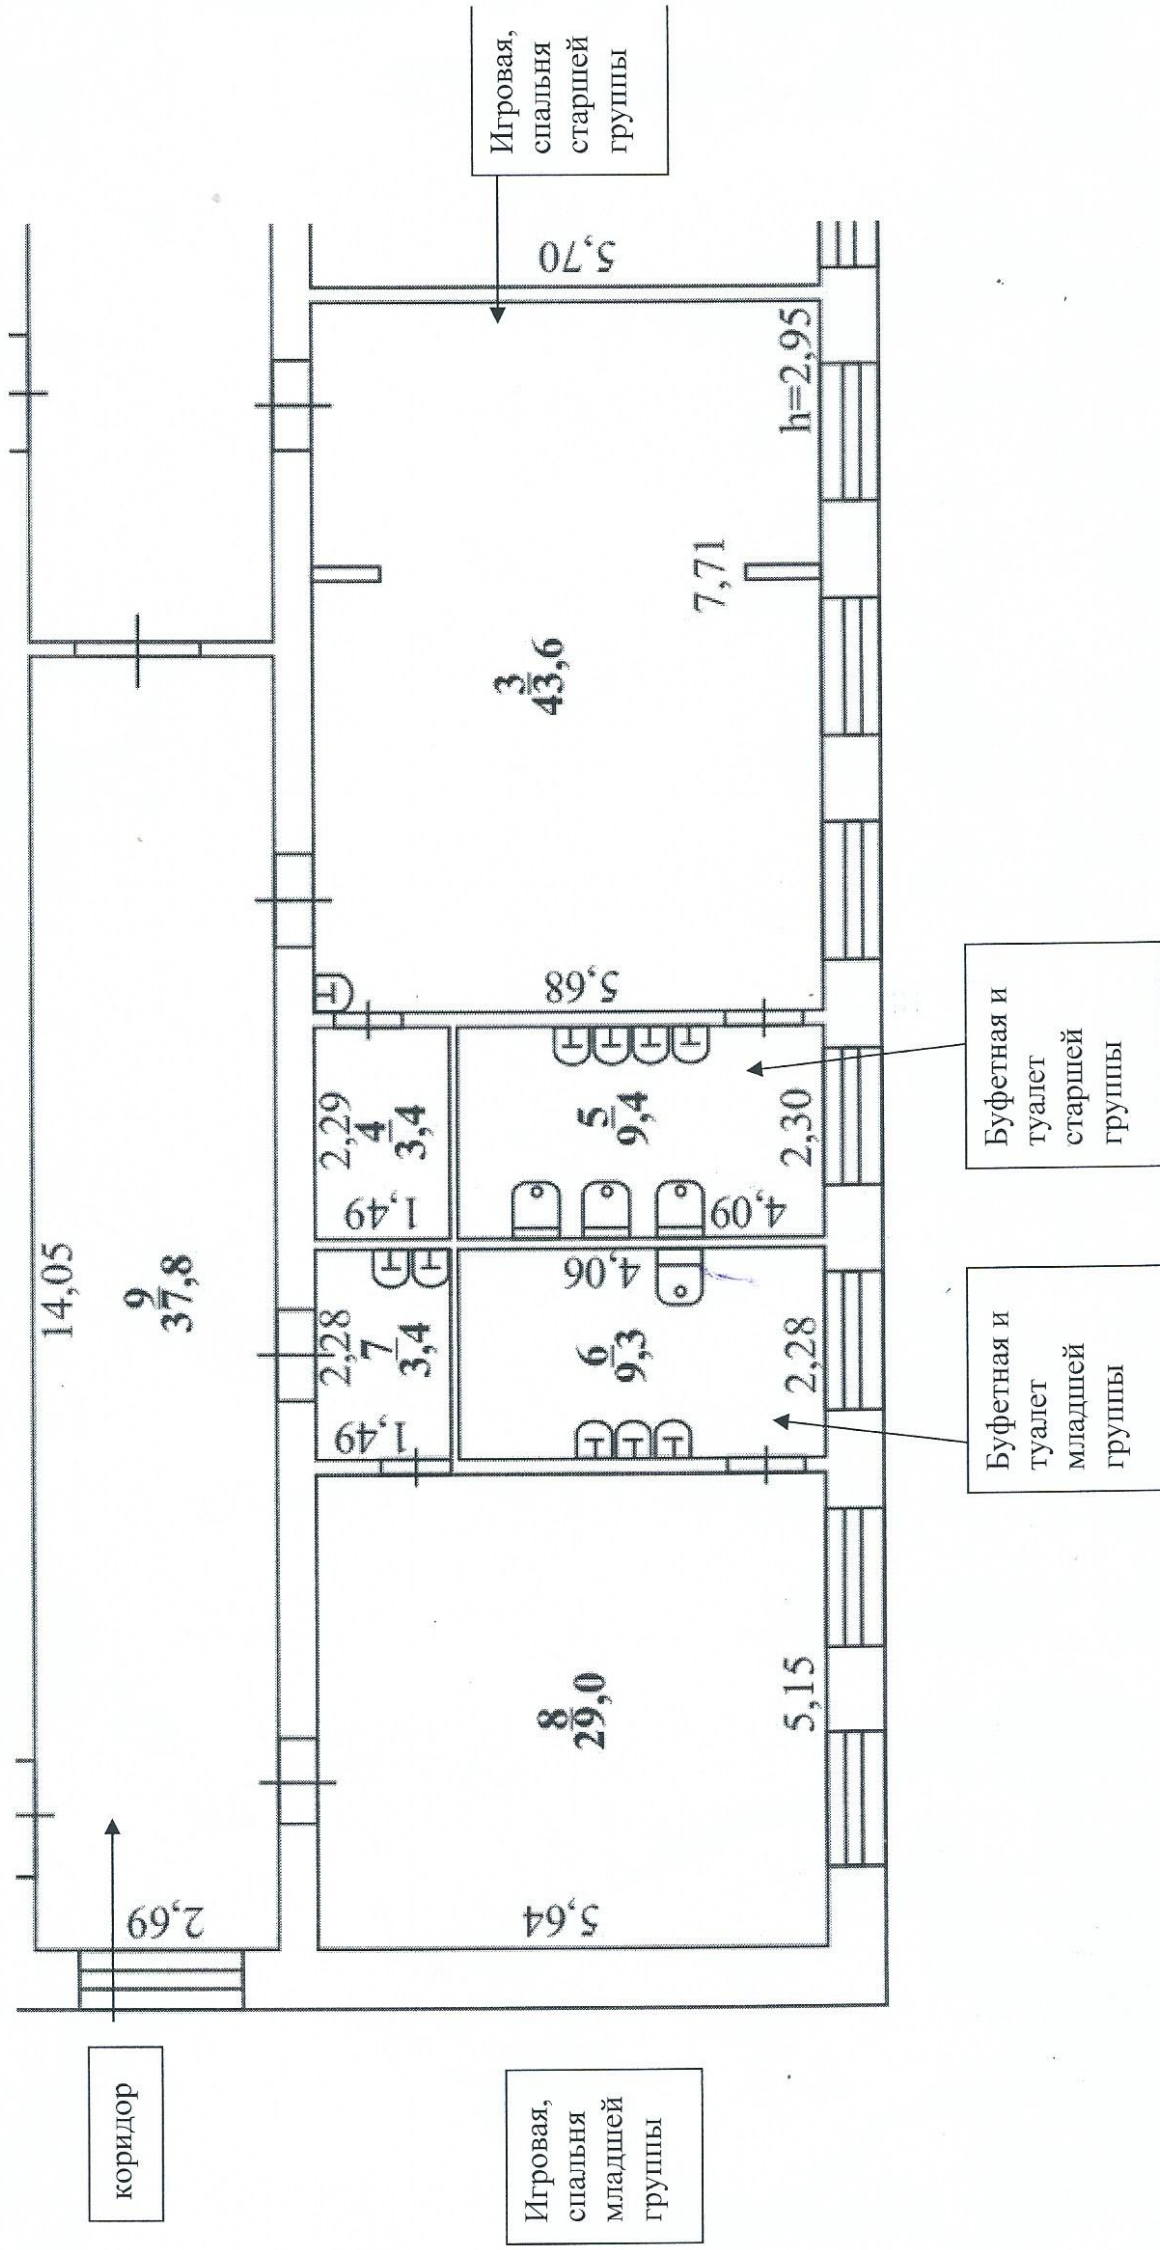 коридор
Игровая,
спальня
младшей
группы
14,05
9
37,8
2,69
5,64
8
29,0
5,15
2,28
7
3,4
1,49
4,06
6
9,3
2,28
2,29
4
3,4
1,49
5
9,4
4,09
2,30
5,68
3
43,6
7,71
h=2,95
5,70
Игровая,
спальня
старшей
группы
Буфетная и
туалет
младшей
группы
Буфетная и
туалет
старшей
группы